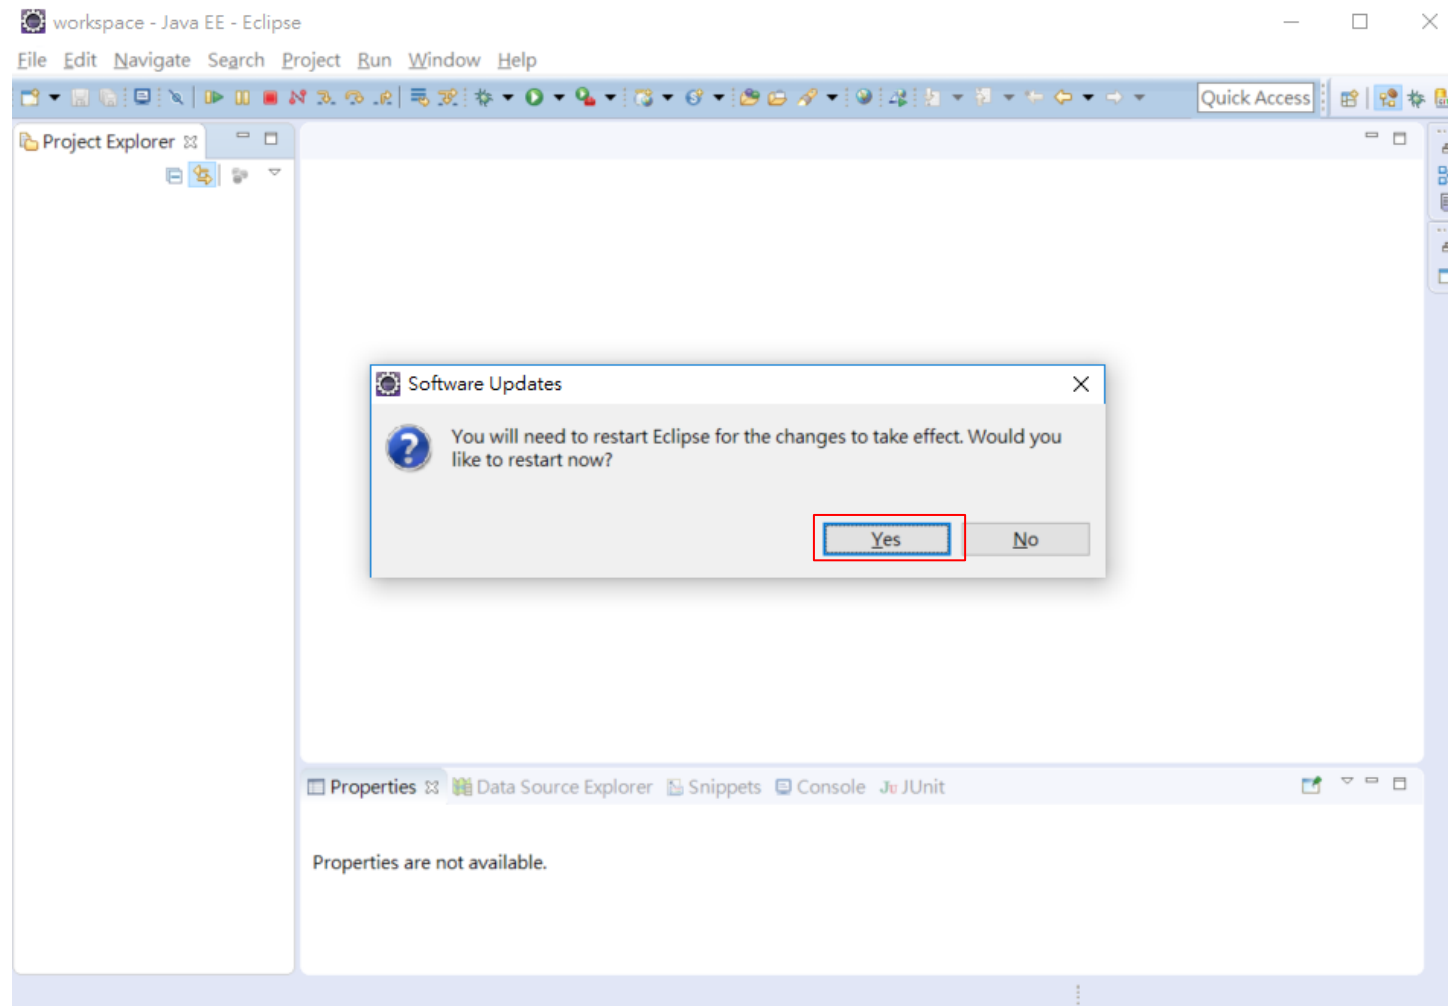 workspace - Java EE - Eclipse
File Edit Navigate Search Project Run Window Help
Quick Access
Project Explorer
Software Updates
You will need to restart Eclipse for the changes to take effect. Would you
like to restart now?
Yes No
Properties Data Source Explorer Snippets Console Ju JUnit
Properties are not available.